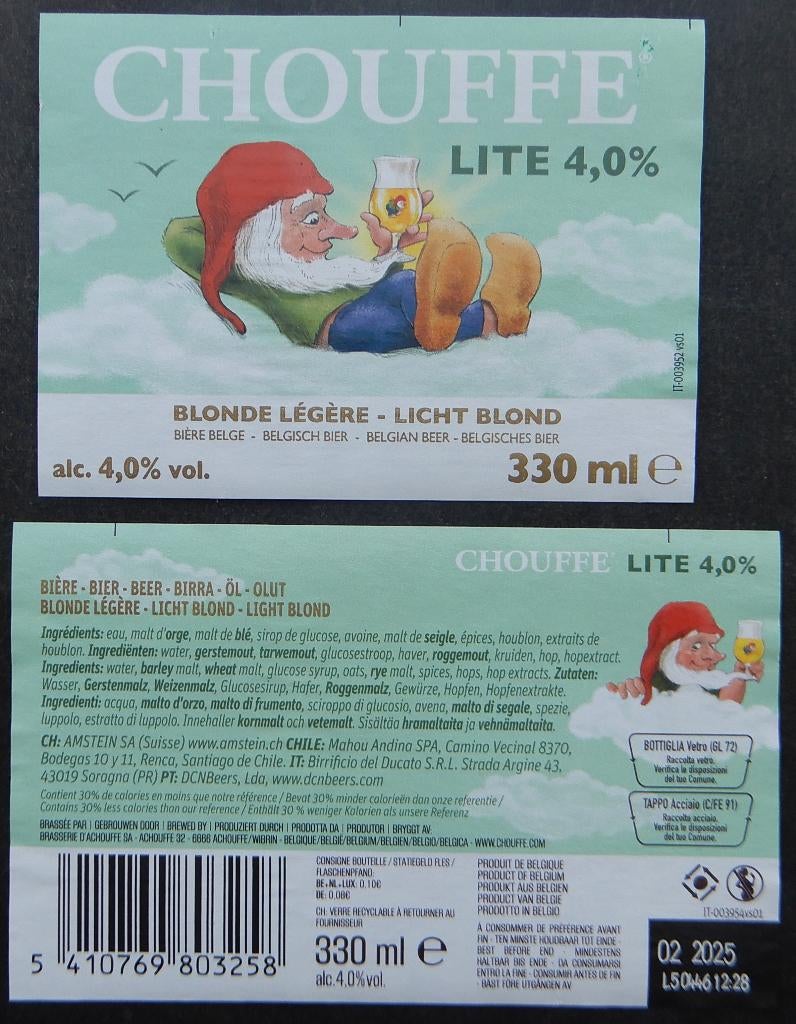 CHOUFFE®
LITE 4,0%
IT-003952 vs01
BLONDE LÉGÈRE - LICHT BLOND
BIÈRE BELGE - BELGISCH BIER - BELGIAN BEER - BELGISCHES BIER
alc. 4,0% vol.
330 ml e
CHOUFFE LITE 4,0%
BIÈRE - BIER - BEER - BIRRA - ÖL - OLUT
BLONDE LÉGÈRE - LICHT BLOND - LIGHT BLOND
Ingrédients: eau, malt d'orge, malt de blé, sirop de glucose, avoine, malt de seigle, épices, houblon, extraits de
houblon. Ingrediënten: water, gerstemout, tarwemout, glucosestroop, haver, roggemout, kruiden, hop, hopextract.
Ingredients: water, barley malt, wheat malt, glucose syrup, oats, rye malt, spices, hops, hop extracts. Zutaten:
Wasser, Gerstenmalz, Weizenmalz, Glucosesirup, Hafer, Roggenmalz, Gewürze, Hopfen, Hopfenextrakte.
Ingredienti: acqua, malto d'orzo, malto di frumento, sciroppo di glucosio, avena, malto di segale, spezie,
luppolo, estratto di luppolo. Innehaller kornmalt och vetemalt. Sisältäa hramaltaita ja vehnämaltaita.
CH: AMSTEIN SA (Suisse) www.amstein.ch CHILE: Mahou Andina SPA, Camino Vecinal 8370,
Bodegas 10 y 11, Renca, Santiago de Chile. IT: Birrificio del Ducato S.R.L. Strada Argine 43,
43019 Soragna (PR) PT: DCNBeers, Lda, www.dcnbeers.com
Contient 30% de calories en moins que notre référence / Bevat 30% minder calorieën dan onze referentie /
Contains 30% less calories than our reference / Enthält 30 % weniger Kalorien als unsere Referenz
BRASSÉE PAR | GEBROUWEN DOOR | BREWED BY | PRODUZIERT DURCH | PRODOTTA DA | PRODUTOR | BRYGGT AV:
BRASSERIE D'ACHOUFFE SA - ACHOUFFE 32 - 6666 ACHOUFFE/WIBRIN - BELGIQUE/BELGIË/BELGIUM/BELGIEN/BELGIO/BELGICA - WWW.CHOUFFE.COM
BOTTIGLIA Vetro (GL 72)
Raccolta vetro.
Verifica le disposizioni
del tuo Comune.
TAPPO Acciaio (C/FE 91)
Raccolta acciaio.
Verifica le disposizioni
del tuo Comune.
IT-003954vs01
5 410769 803258
CONSIGNE BOUTEILLE / STATIEGELD FLES /
FLASCHENPFAND:
BE.NL.LUX: 0,10€
DE: 0,08€
CH: VERRE RECYCLABLE À RETOURNER AU
FOURNISSEUR
330 ml e
alc.4,0%vol.
PRODUIT DE BELGIQUE
PRODUCT OF BELGIUM
PRODUKT AUS BELGIEN
PRODUCT VAN BELGIE
PRODOTTO IN BELGIO
À CONSOMMER DE PRÉFÉRENCE AVANT
FIN - TEN MINSTE HOUDBAAR TOT EINDE -
BEST BEFORE END - MINDESTENS
HALTBAR BIS ENDE - DA CONSUMARSI
ENTRO LA FINE - CONSUMIR ANTES DE FIN
- BÄST FÖRE UTGÅNGEN AV
02 2025
L5044612:28